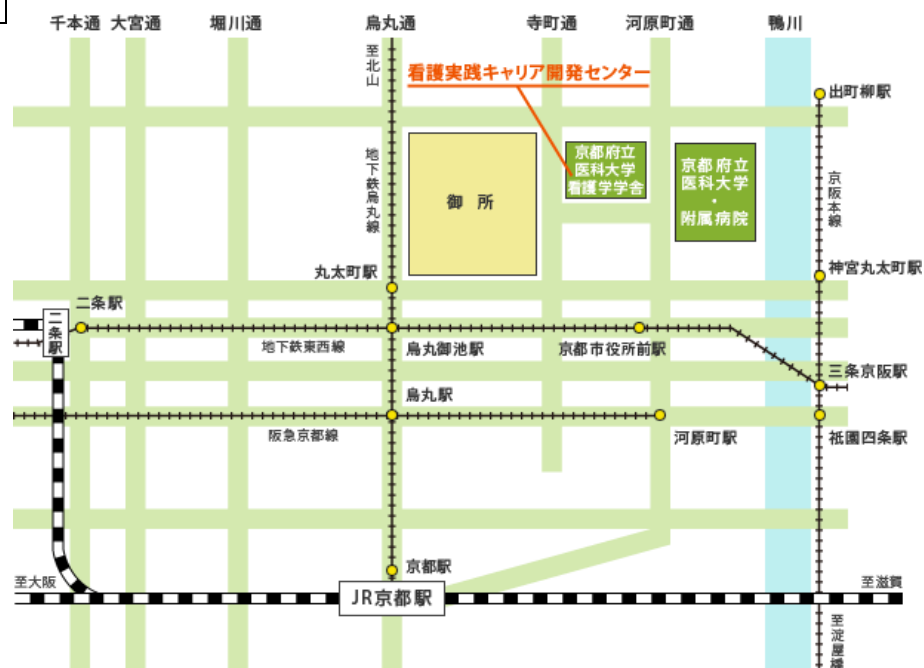 千本通
大宮通
堀川通
烏丸通
寺町通
河原町通
鴨川
至北山
看護実践キャリア開発センター
出町柳駅
地下鉄烏丸線
御所
京都府立
医科大学
看護学学舎
京都府立
医科大学
・
附属病院
京阪本線
丸太町駅
神宮丸太町駅
二条駅
二条駅
地下鉄東西線
烏丸御池駅
京都市役所前駅
三条京阪駅
烏丸駅
阪急京都線
河原町駅
祇園四条駅
京都駅
至大阪
JR京都駅
至滋賀
至淀屋橋